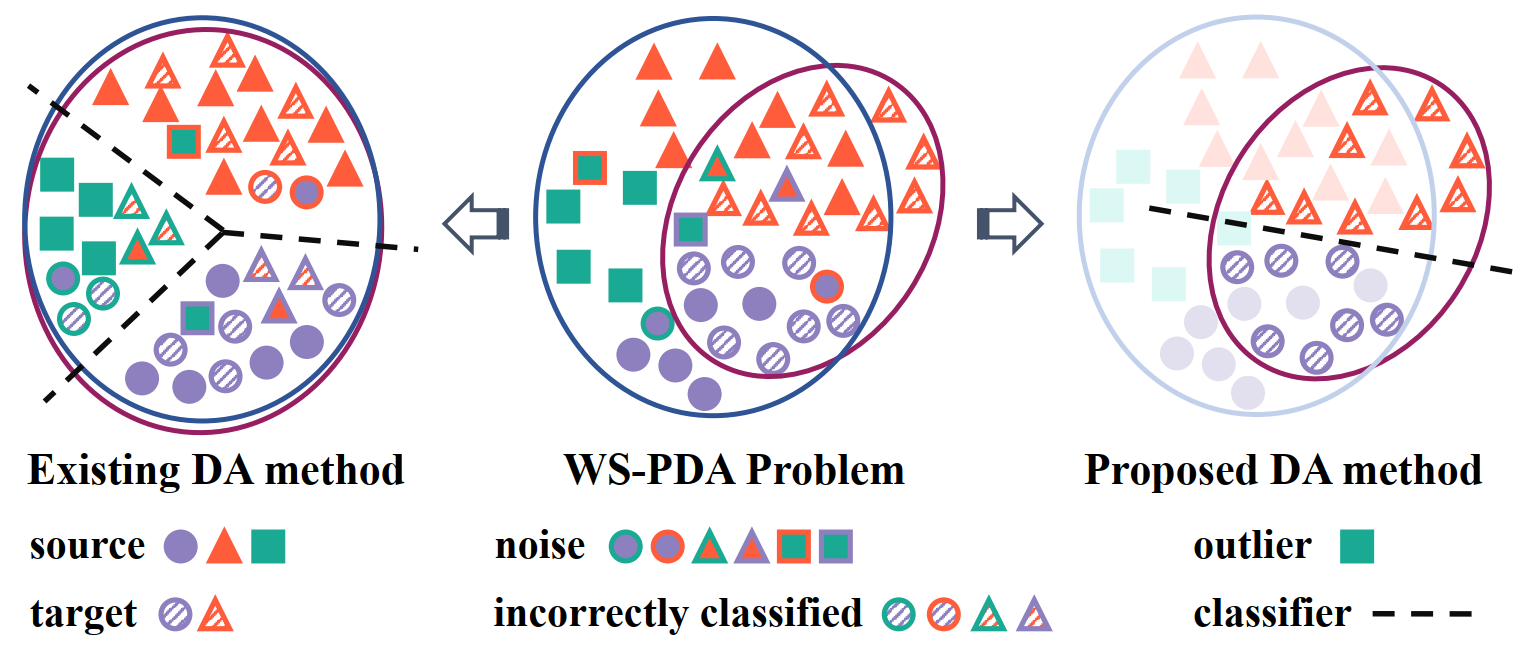 Existing DA method
WS-PDA Problem
Proposed DA method
source
noise
outlier
target
incorrectly classified
classifier